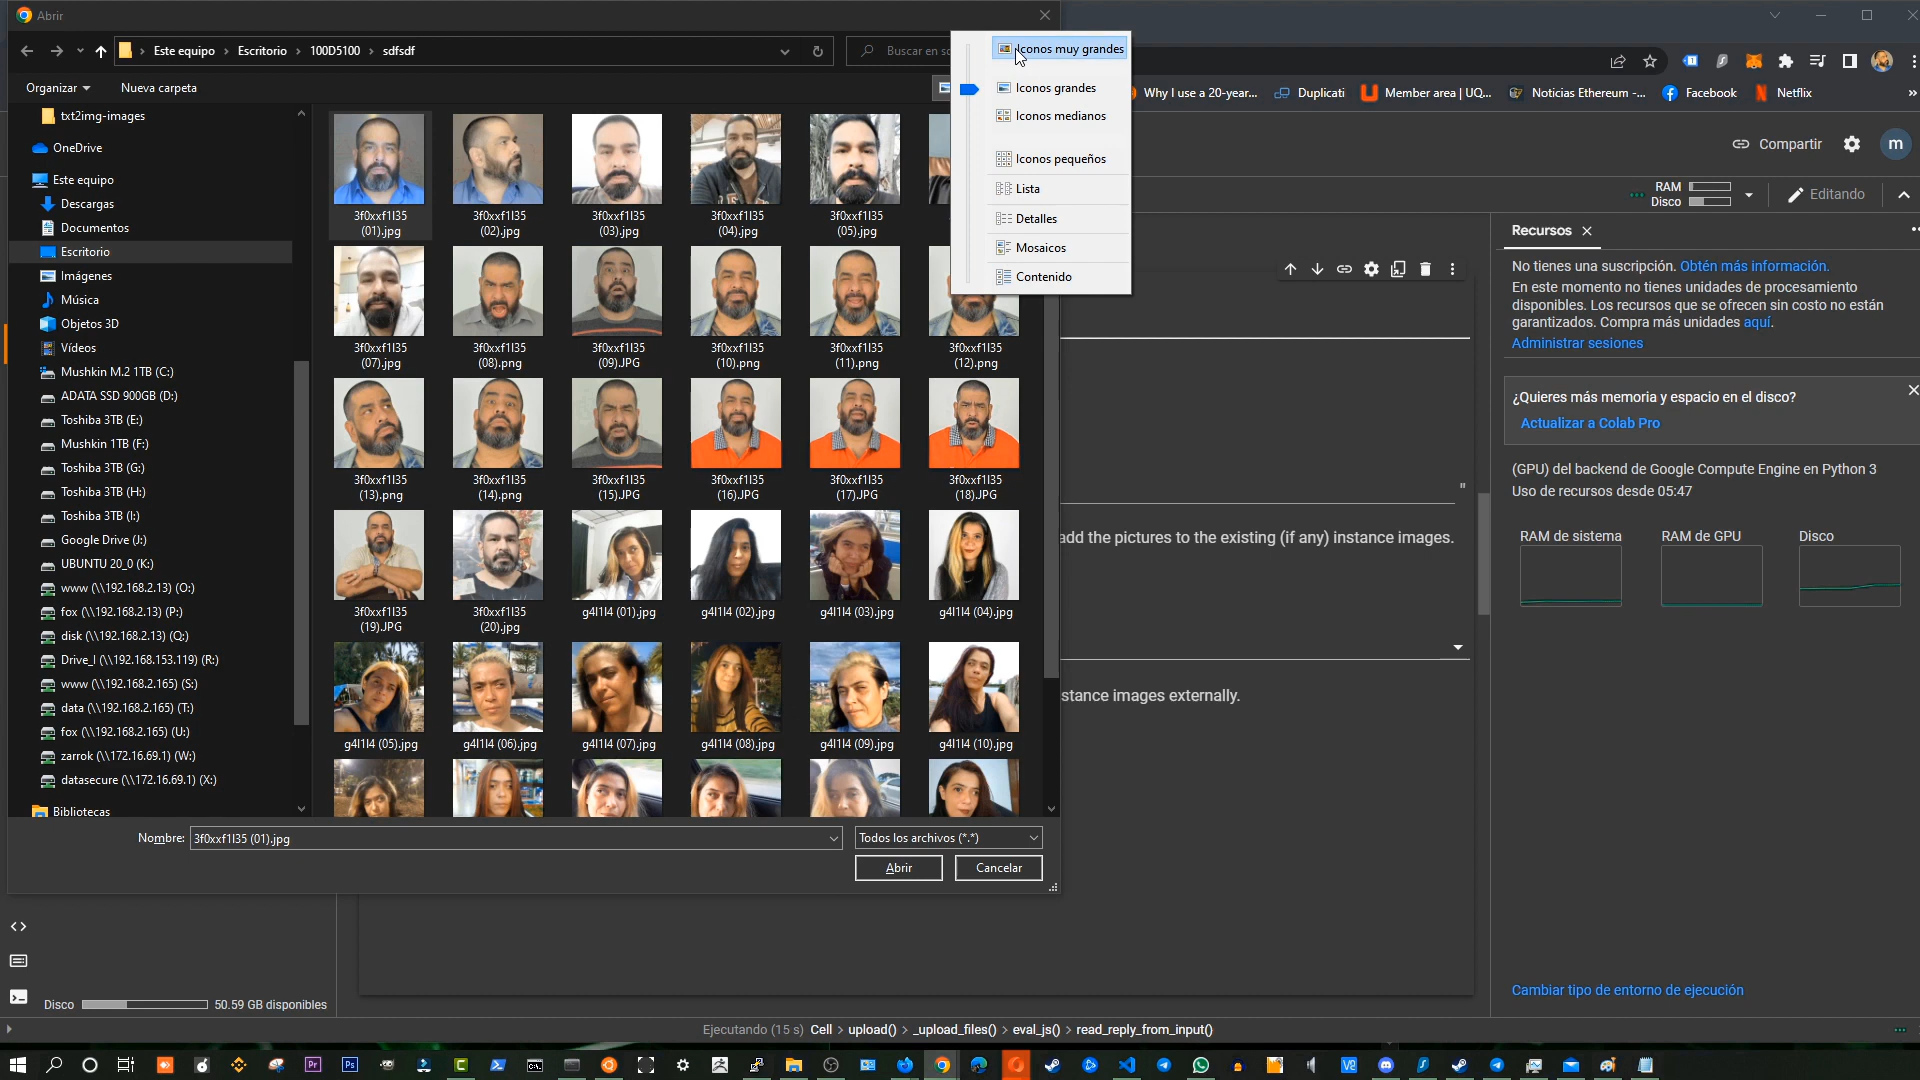 Abrir
Este equipo > Escritorio > 100D5100 > sdfsdf
Buscar en
Organizar
Nueva carpeta
txt2img-images
OneDrive
Este equipo
Descargas
Documentos
Escritorio
Imágenes
Música
Objetos 3D
Vídeos
Mushkin M.2 1TB (C:)
ADATA SSD 900GB (D:)
Toshiba 3TB (E:)
Mushkin 1TB (F:)
Toshiba 3TB (G:)
Toshiba 3TB (H:)
Toshiba 3TB (I:)
Google Drive (J:)
UBUNTU 20_0 (K:)
www (\\192.168.2.13) (O:)
fox (\\192.168.2.13) (P:)
disk (\\192.168.2.13) (Q:)
Drive_I (\\192.168.153.119) (R:)
www (\\192.168.2.165) (S:)
data (\\192.168.2.165) (T:)
fox (\\192.168.2.165) (U:)
zarrok (\\172.16.69.1) (W:)
datasecure (\\172.16.69.1) (X:)
Bibliotecas
3f0xxf1l35 (01).jpg
3f0xxf1l35 (02).jpg
3f0xxf1l35 (03).jpg
3f0xxf1l35 (04).jpg
3f0xxf1l35 (05).jpg
3f0xxf1l35 (07).jpg
3f0xxf1l35 (08).png
3f0xxf1l35 (09).JPG
3f0xxf1l35 (10).png
3f0xxf1l35 (11).png
3f0xxf1l35 (12).png
3f0xxf1l35 (13).png
3f0xxf1l35 (14).png
3f0xxf1l35 (15).JPG
3f0xxf1l35 (16).JPG
3f0xxf1l35 (17).JPG
3f0xxf1l35 (18).JPG
3f0xxf1l35 (19).JPG
3f0xxf1l35 (20).jpg
g4l1l4 (01).jpg
g4l1l4 (02).jpg
g4l1l4 (03).jpg
g4l1l4 (04).jpg
g4l1l4 (05).jpg
g4l1l4 (06).jpg
g4l1l4 (07).jpg
g4l1l4 (08).jpg
g4l1l4 (09).jpg
g4l1l4 (10).jpg
Nombre: 3f0xxf1l35 (01).jpg
Todos los archivos (*.*)
Abrir
Cancelar
Iconos muy grandes
Iconos grandes
Iconos medianos
Iconos pequeños
Lista
Detalles
Mosaicos
Contenido
Why I use a 20-year...
Duplicati
Member area | UQ...
Noticias Ethereum -...
Facebook
Netflix
»
Compartir
m
RAM
Disco
Editando
"
add the pictures to the existing (if any) instance images.
stance images externally.
Recursos
No tienes una suscripción. Obtén más información.
En este momento no tienes unidades de procesamiento
disponibles. Los recursos que se ofrecen sin costo no están
garantizados. Compra más unidades aquí.
Administrar sesiones
¿Quieres más memoria y espacio en el disco?
Actualizar a Colab Pro
(GPU) del backend de Google Compute Engine en Python 3
Uso de recursos desde 05:47
RAM de sistema
RAM de GPU
Disco
Cambiar tipo de entorno de ejecución
Disco
50.59 GB disponibles
Ejecutando (15 s) Cell > upload() > _upload_files() > eval_js() > read_reply_from_input()
Pr
Ps